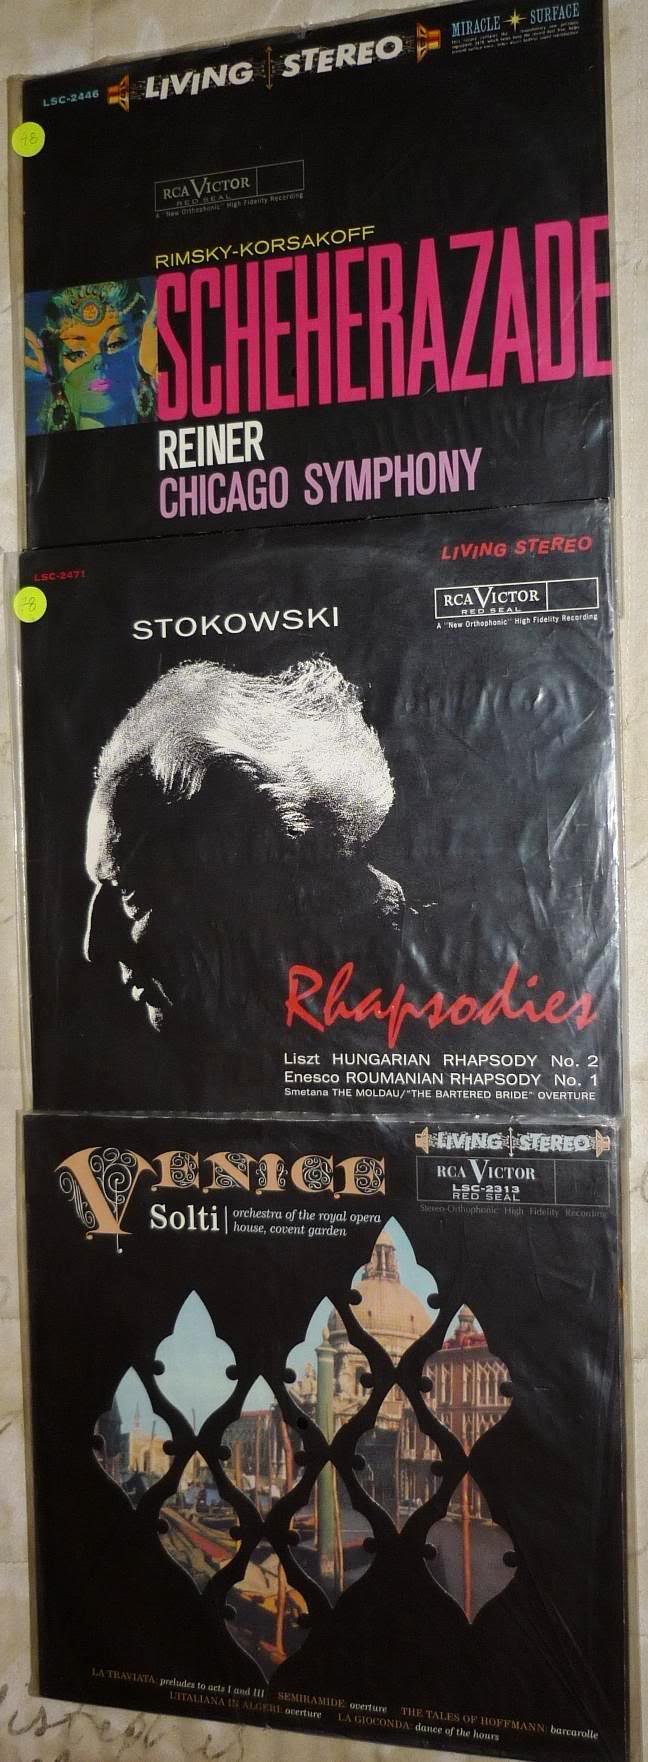 LSC-2446
LIVING STEREO
MIRACLE SURFACE
48
RCA VICTOR
RED SEAL
A "New Orthophonic" High Fidelity Recording
RIMSKY-KORSAKOFF
SCHEHERAZADE
REINER
CHICAGO SYMPHONY
LSC-2471
LIVING STEREO
RCA VICTOR
RED SEAL
A "New Orthophonic" High Fidelity Recording
STOKOWSKI
Rhapsodies
Liszt HUNGARIAN RHAPSODY No. 2
Enesco ROUMANIAN RHAPSODY No. 1
Smetana THE MOLDAU/"THE BARTERED BRIDE" OVERTURE
VENICE
LIVING STEREO
RCA VICTOR
LSC-2313
RED SEAL
Stereo-Orthophonic High Fidelity Recording
Solti
orchestra of the royal opera
house, covent garden
LA TRAVIATA: preludes to acts I and III SEMIRAMIDE: overture THE TALES OF HOFFMANN: barcarolle
L'ITALIANA IN ALGERI: overture LA GIOCONDA: dance of the hours